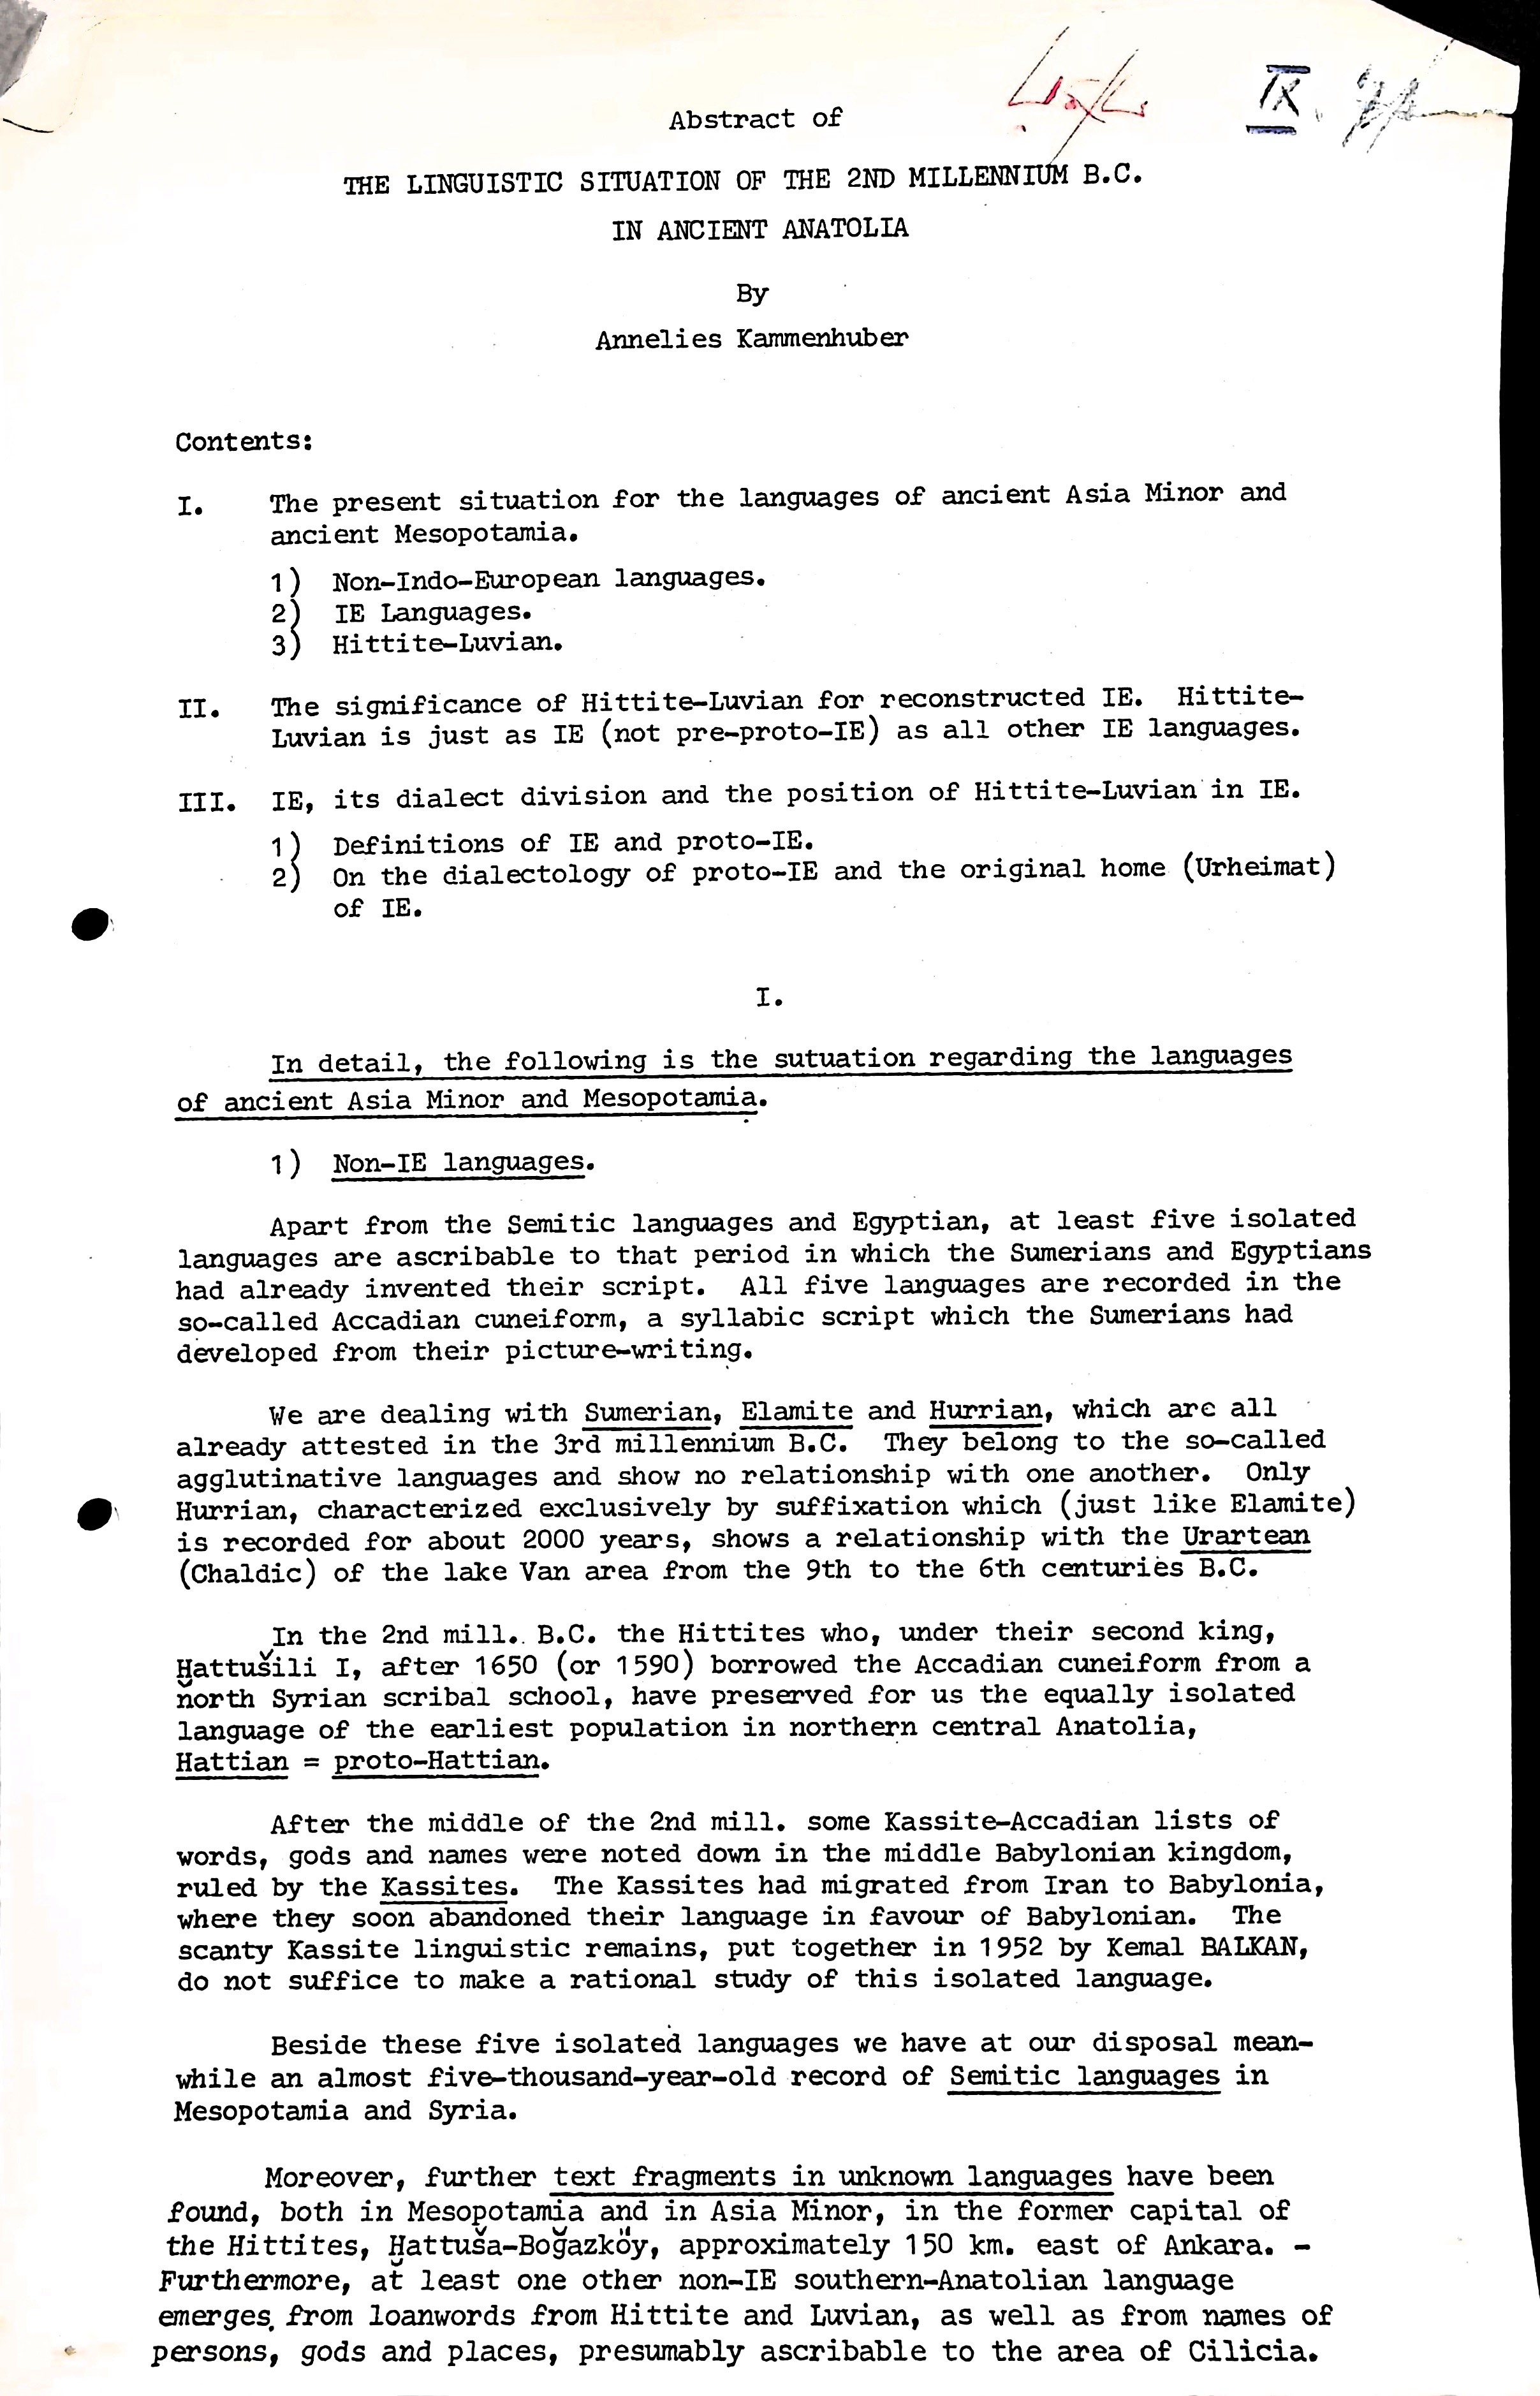 IX
Abstract of
THE LINGUISTIC SITUATION OF THE 2ND MILLENNIUM B.C.
IN ANCIENT ANATOLIA
By
Annelies Kammenhuber
Contents:
I. The present situation for the languages of ancient Asia Minor and
ancient Mesopotamia.
1) Non-Indo-European languages.
2) IE Languages.
3) Hittite-Luvian.
II. The significance of Hittite-Luvian for reconstructed IE. Hittite-
Luvian is just as IE (not pre-proto-IE) as all other IE languages.
III. IE, its dialect division and the position of Hittite-Luvian in IE.
1) Definitions of IE and proto-IE.
2) On the dialectology of proto-IE and the original home (Urheimat)
of IE.
I.
In detail, the following is the sutuation regarding the languages
of ancient Asia Minor and Mesopotamia.
1) Non-IE languages.
Apart from the Semitic languages and Egyptian, at least five isolated
languages are ascribable to that period in which the Sumerians and Egyptians
had already invented their script. All five languages are recorded in the
so-called Accadian cuneiform, a syllabic script which the Sumerians had
developed from their picture-writing.
We are dealing with Sumerian, Elamite and Hurrian, which are all
already attested in the 3rd millennium B.C. They belong to the so-called
agglutinative languages and show no relationship with one another. Only
Hurrian, characterized exclusively by suffixation which (just like Elamite)
is recorded for about 2000 years, shows a relationship with the Urartean
(Chaldic) of the lake Van area from the 9th to the 6th centuries B.C.
In the 2nd mill. B.C. the Hittites who, under their second king,
Ḫattušili I, after 1650 (or 1590) borrowed the Accadian cuneiform from a
north Syrian scribal school, have preserved for us the equally isolated
language of the earliest population in northern central Anatolia,
Hattian = proto-Hattian.
After the middle of the 2nd mill. some Kassite-Accadian lists of
words, gods and names were noted down in the middle Babylonian kingdom,
ruled by the Kassites. The Kassites had migrated from Iran to Babylonia,
where they soon abandoned their language in favour of Babylonian. The
scanty Kassite linguistic remains, put together in 1952 by Kemal BALKAN,
do not suffice to make a rational study of this isolated language.
Beside these five isolated languages we have at our disposal mean-
while an almost five-thousand-year-old record of Semitic languages in
Mesopotamia and Syria.
Moreover, further text fragments in unknown languages have been
found, both in Mesopotamia and in Asia Minor, in the former capital of
the Hittites, Ḫattuša-Boğazköy, approximately 150 km. east of Ankara. -
Furthermore, at least one other non-IE southern-Anatolian language
emerges from loanwords from Hittite and Luvian, as well as from names of
persons, gods and places, presumably ascribable to the area of Cilicia.